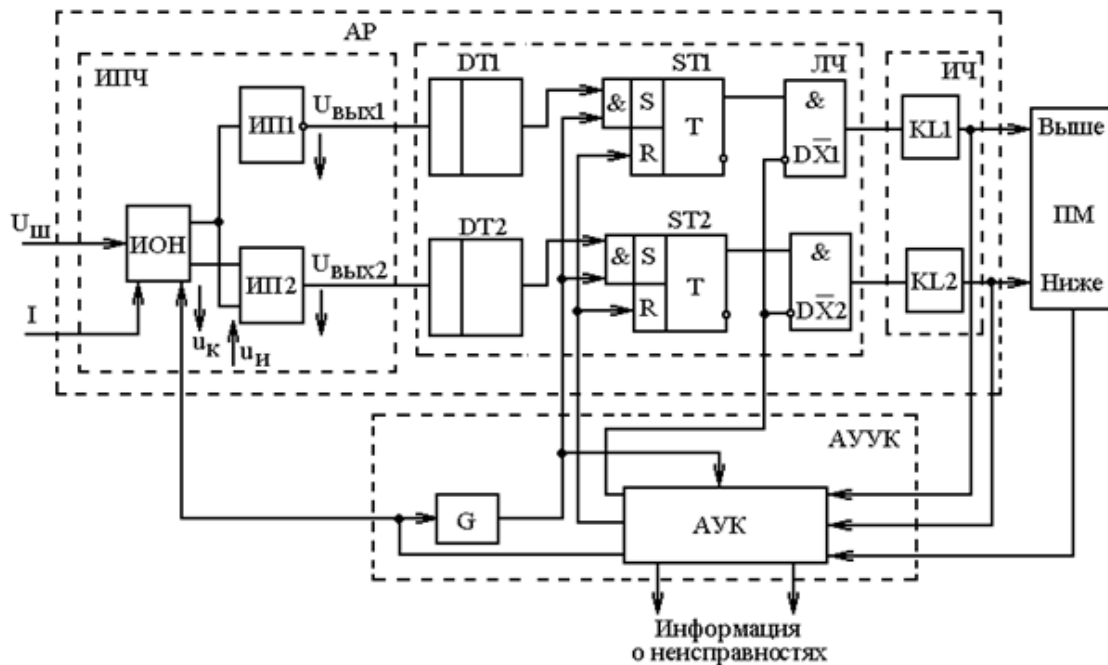 АР
ИПЧ
DT1
ST1
ЛЧ
ИЧ
ИП1
Uвых1
&
S
T
R
&
DX̅1
KL1
Выше
Uш
ИОН
ПМ
DT2
ST2
ИП2
Uвых2
&
S
T
R
&
DX̅2
KL2
Ниже
I
uк
uи
АУУК
G
АУК
Информация
о неисправностях